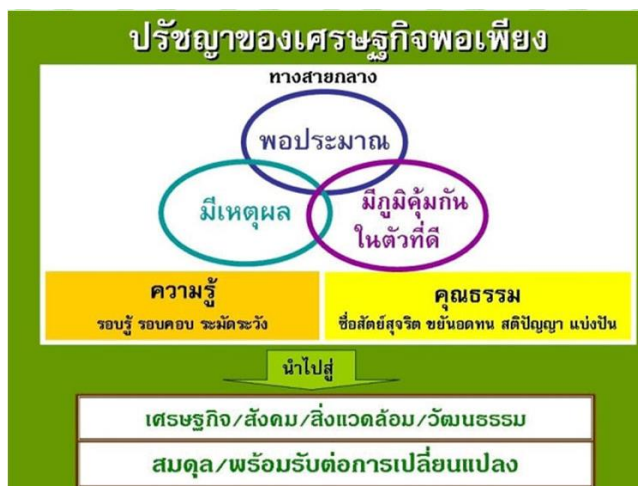 ปรัชญาของเศรษฐกิจพอเพียง
ทางสายกลาง
พอประมาณ
มีเหตุผล
มีภูมิคุ้มกัน
ในตัวที่ดี
ความรู้
รอบรู้ รอบคอบ ระมัดระวัง
คุณธรรม
ซื่อสัตย์สุจริต ขยันอดทน สติปัญญา แบ่งปัน
นำไปสู่
เศรษฐกิจ/สังคม/สิ่งแวดล้อม/วัฒนธรรม
สมดุล/พร้อมรับต่อการเปลี่ยนแปลง